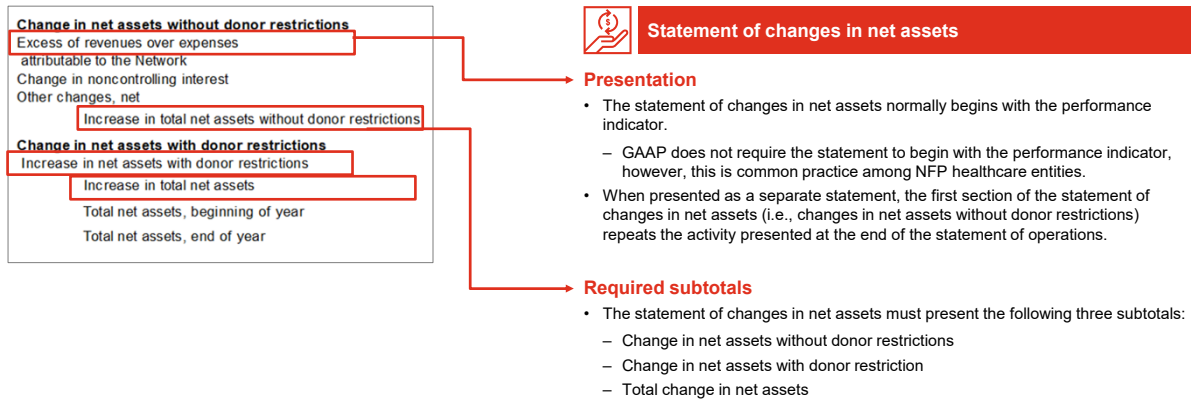 Change in net assets without donor restrictions
Excess of revenues over expenses
attributable to the Network
Change in noncontrolling interest
Other changes, net
Increase in total net assets without donor restrictions
Change in net assets with donor restrictions
Increase in net assets with donor restrictions
Increase in total net assets
Total net assets, beginning of year
Total net assets, end of year
$
Statement of changes in net assets
Presentation
• The statement of changes in net assets normally begins with the performance
indicator.
– GAAP does not require the statement to begin with the performance indicator,
however, this is common practice among NFP healthcare entities.
• When presented as a separate statement, the first section of the statement of
changes in net assets (i.e., changes in net assets without donor restrictions)
repeats the activity presented at the end of the statement of operations.
Required subtotals
• The statement of changes in net assets must present the following three subtotals:
– Change in net assets without donor restrictions
– Change in net assets with donor restriction
– Total change in net assets